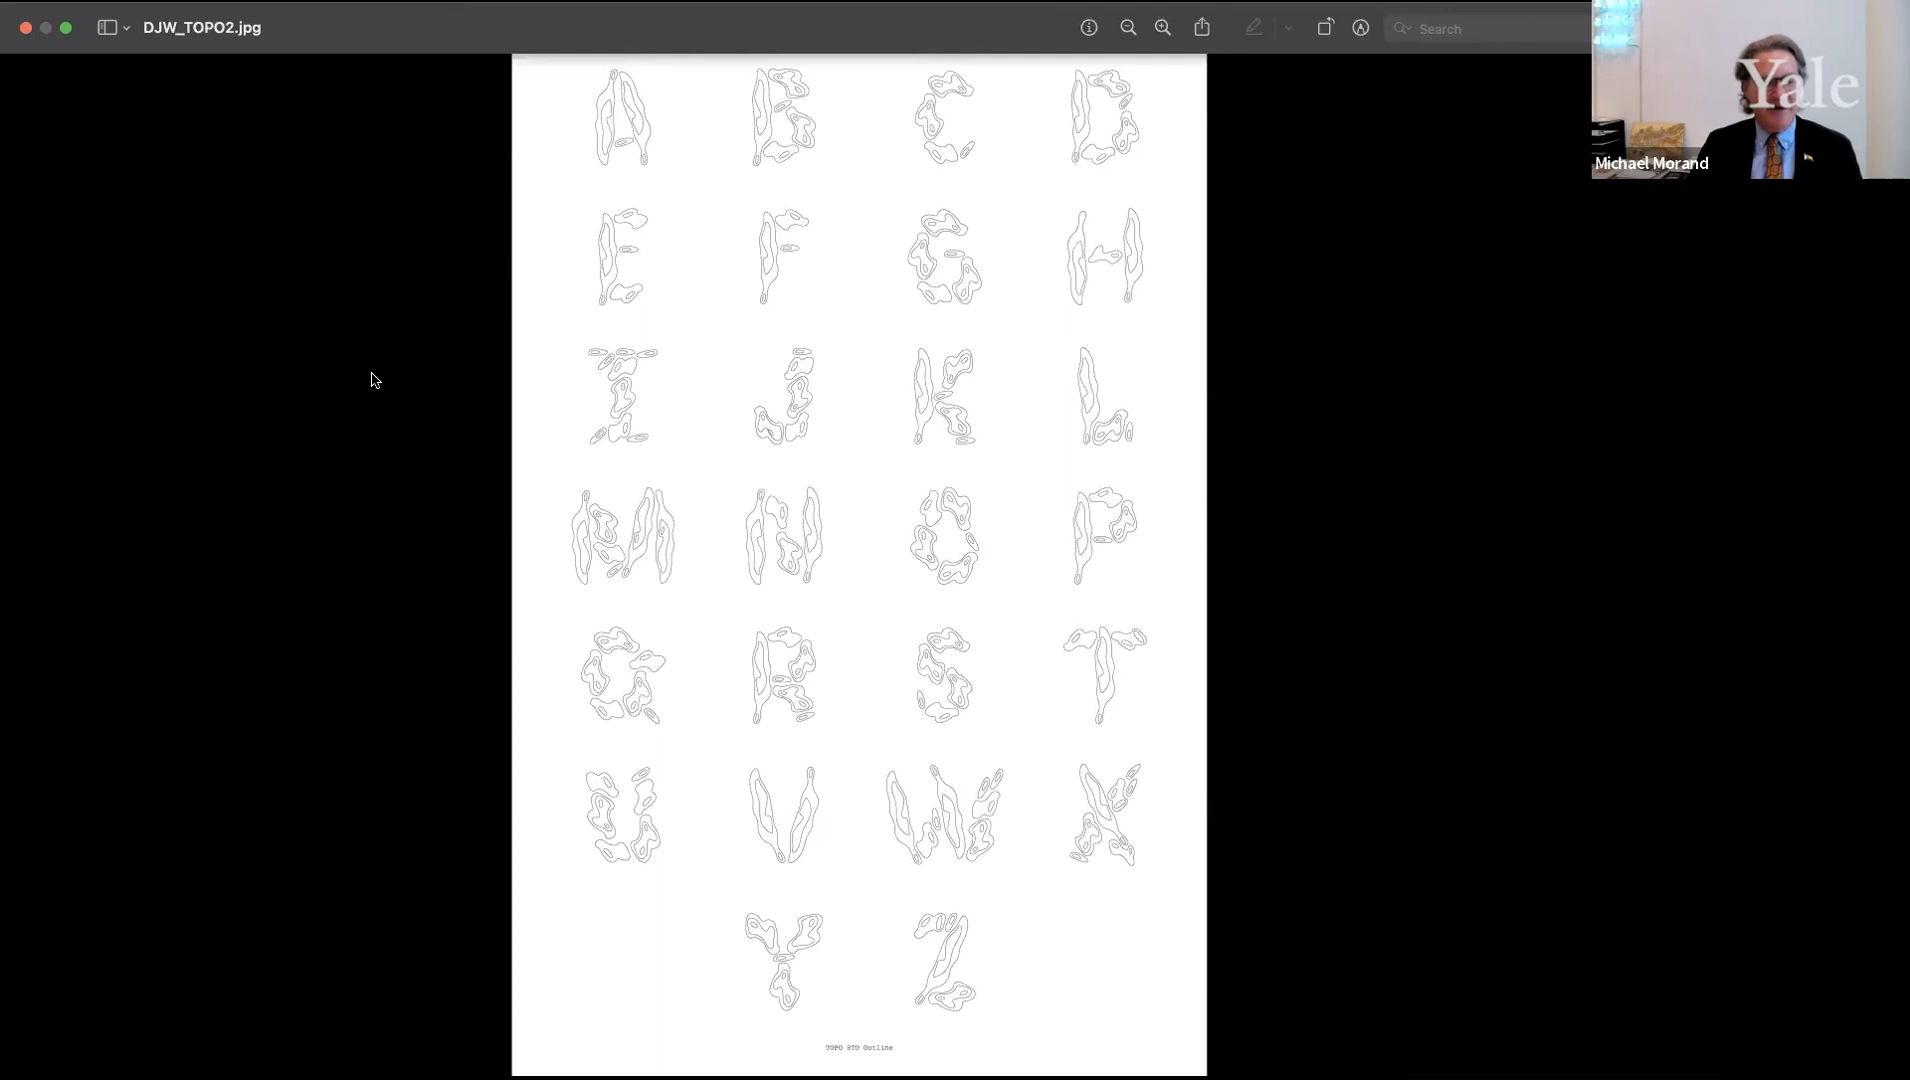 DJW_TOPO2.jpg
Search
Yale
Michael Morand
A B C D
E F G H
I J K L
M N O P
Q R S T
U V W X
Y Z
TOPO STD Outline